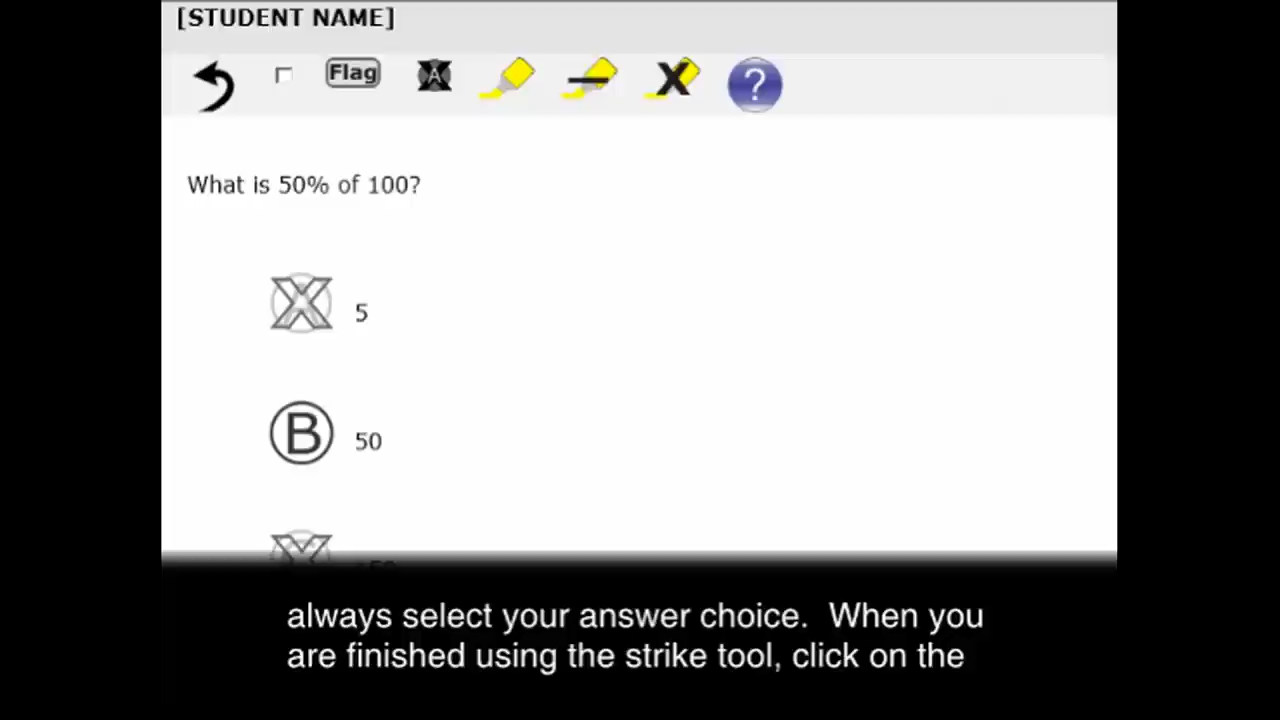 [STUDENT NAME]
Flag
A
?
What is 50% of 100?
5
B 50
always select your answer choice.  When you
are finished using the strike tool, click on the